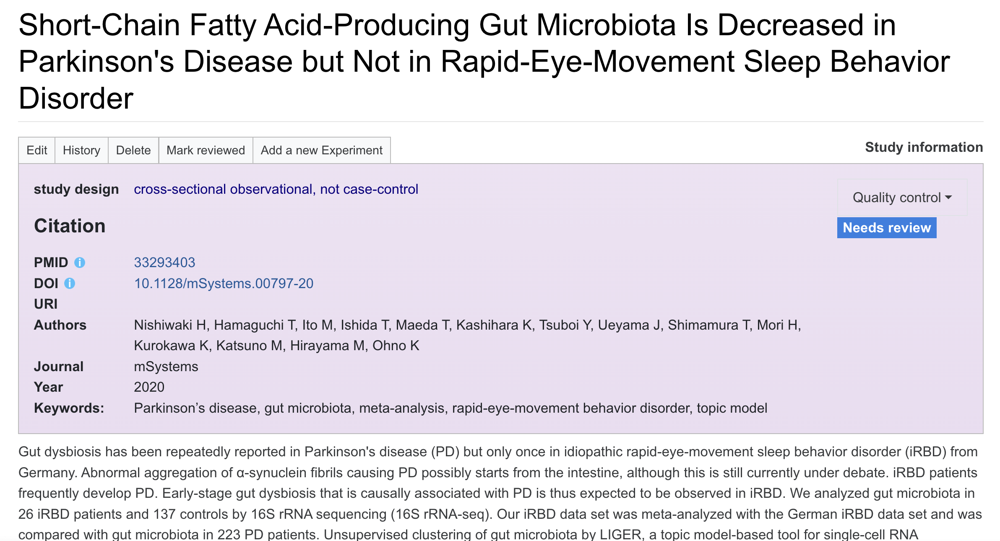 Short-Chain Fatty Acid-Producing Gut Microbiota Is Decreased in
Parkinson's Disease but Not in Rapid-Eye-Movement Sleep Behavior
Disorder
Edit
History
Delete
Mark reviewed
Add a new Experiment
Study information
study design cross-sectional observational, not case-control
Quality control
Needs review
Citation
PMID 33293403
DOI 10.1128/mSystems.00797-20
URI
Authors Nishiwaki H, Hamaguchi T, Ito M, Ishida T, Maeda T, Kashihara K, Tsuboi Y, Ueyama J, Shimamura T, Mori H,
Kurokawa K, Katsuno M, Hirayama M, Ohno K
Journal mSystems
Year 2020
Keywords: Parkinson’s disease, gut microbiota, meta-analysis, rapid-eye-movement behavior disorder, topic model
Gut dysbiosis has been repeatedly reported in Parkinson's disease (PD) but only once in idiopathic rapid-eye-movement sleep behavior disorder (iRBD) from
Germany. Abnormal aggregation of α-synuclein fibrils causing PD possibly starts from the intestine, although this is still currently under debate. iRBD patients
frequently develop PD. Early-stage gut dysbiosis that is causally associated with PD is thus expected to be observed in iRBD. We analyzed gut microbiota in
26 iRBD patients and 137 controls by 16S rRNA sequencing (16S rRNA-seq). Our iRBD data set was meta-analyzed with the German iRBD data set and was
compared with gut microbiota in 223 PD patients. Unsupervised clustering of gut microbiota by LIGER, a topic model-based tool for single-cell RNA